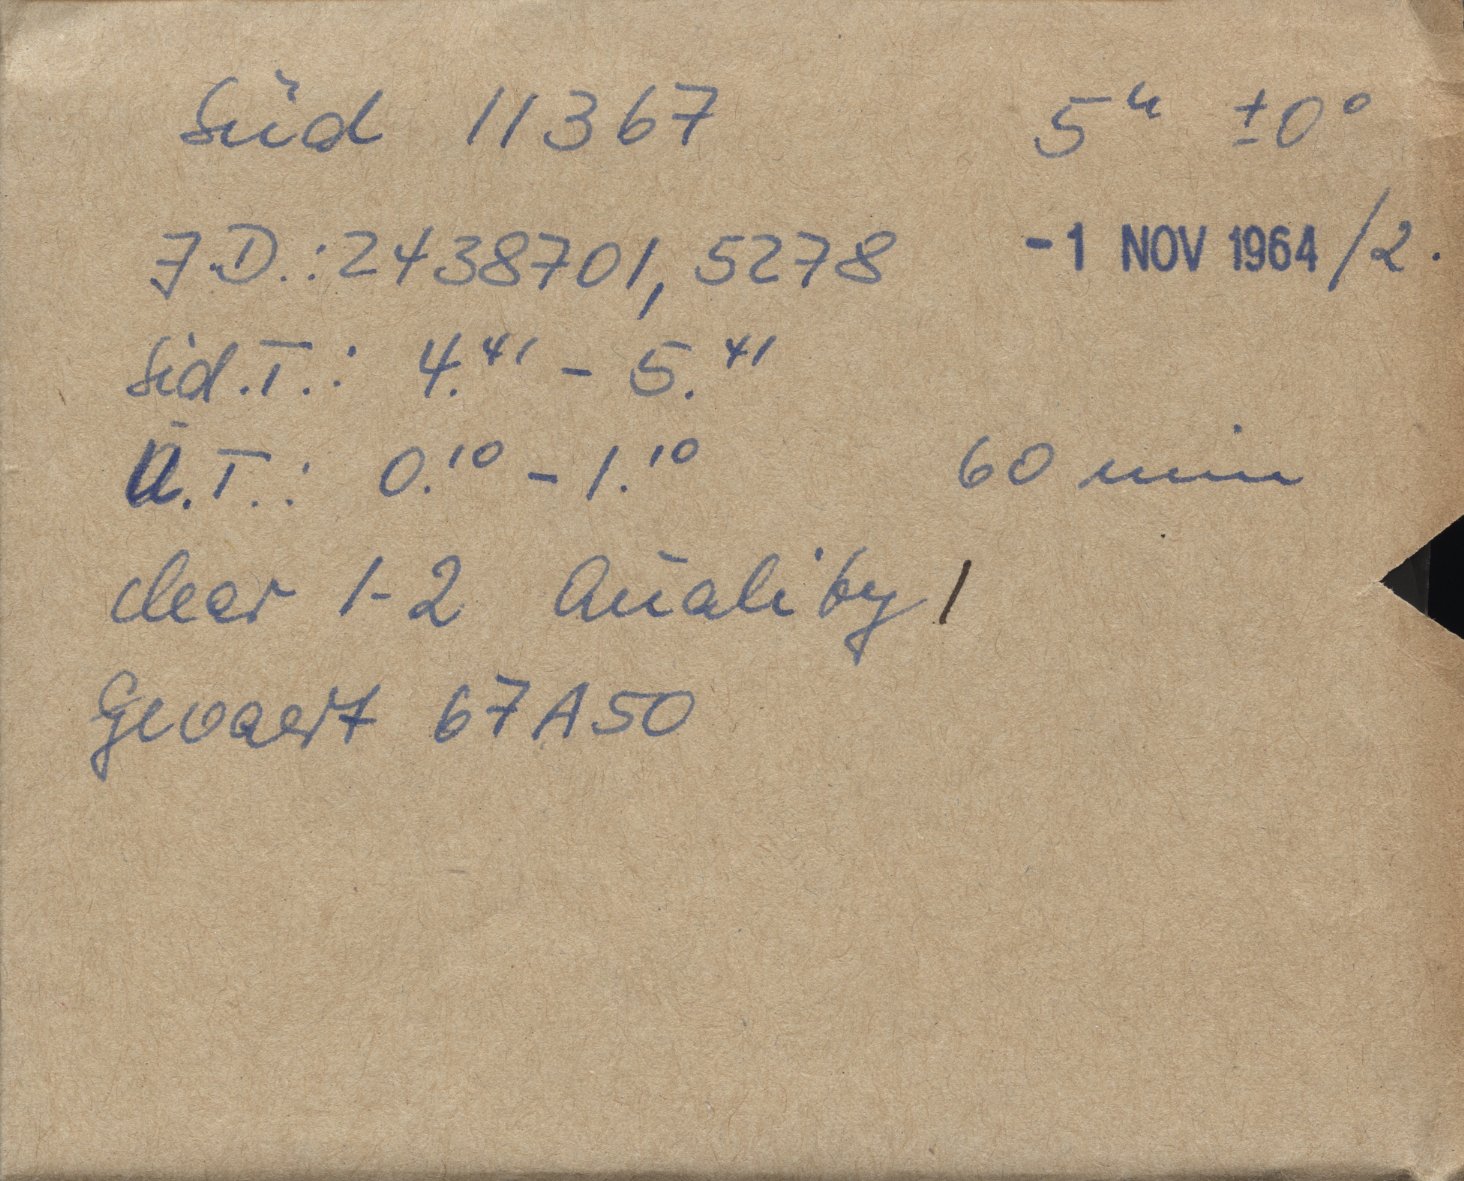 Süd 11367 5ʰ ±0°
J.D.: 2438701,5278 -1 NOV 1964/2.
Sid.T.: 4.⁴¹ - 5.⁴¹
U.T.: 0.¹⁰ - 1.¹⁰ 60 min
clear 1-2 Quality 1
Gevaert 67A50